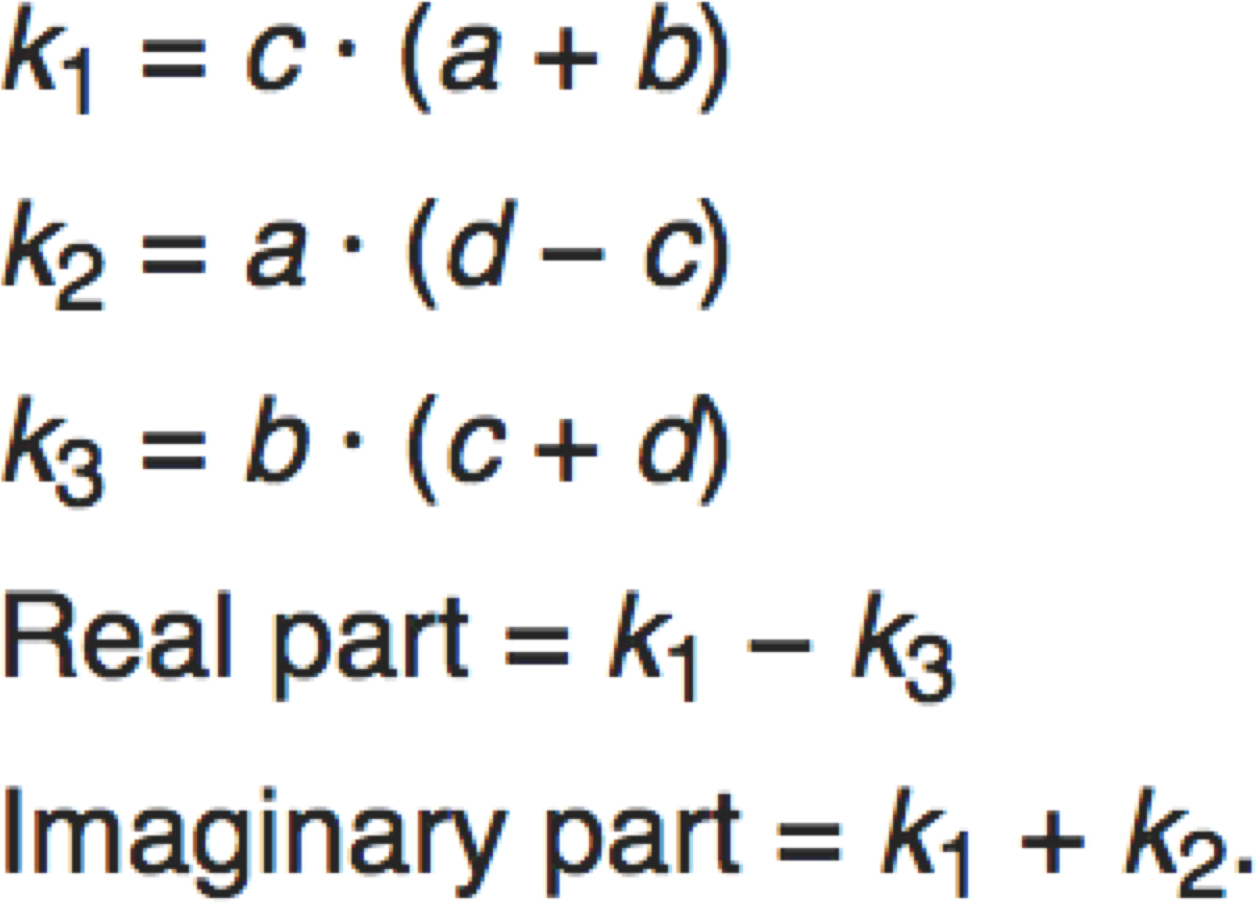 k₁ = c · (a + b)
k₂ = a · (d − c)
k₃ = b · (c + d)
Real part = k₁ − k₃
Imaginary part = k₁ + k₂.